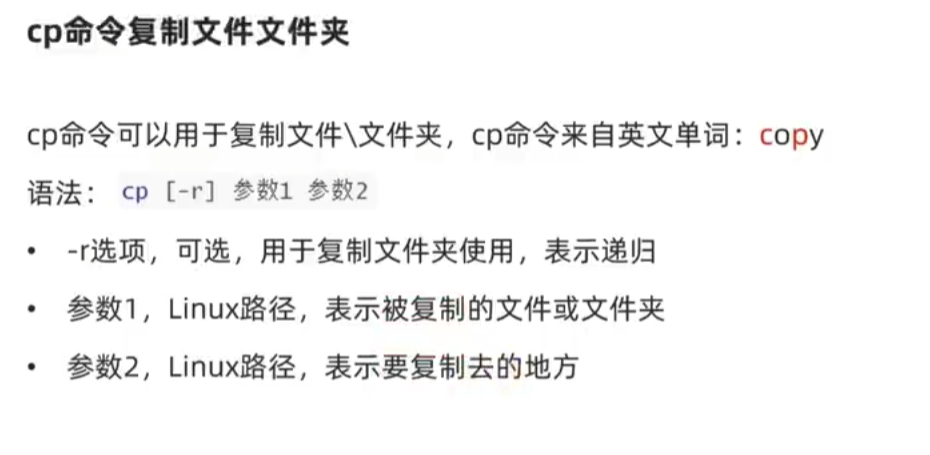 cp命令复制文件文件夹
cp命令可以用于复制文件\文件夹，cp命令来自英文单词：copy
语法： cp [-r] 参数1 参数2
• -r选项，可选，用于复制文件夹使用，表示递归
• 参数1，Linux路径，表示被复制的文件或文件夹
• 参数2，Linux路径，表示要复制去的地方